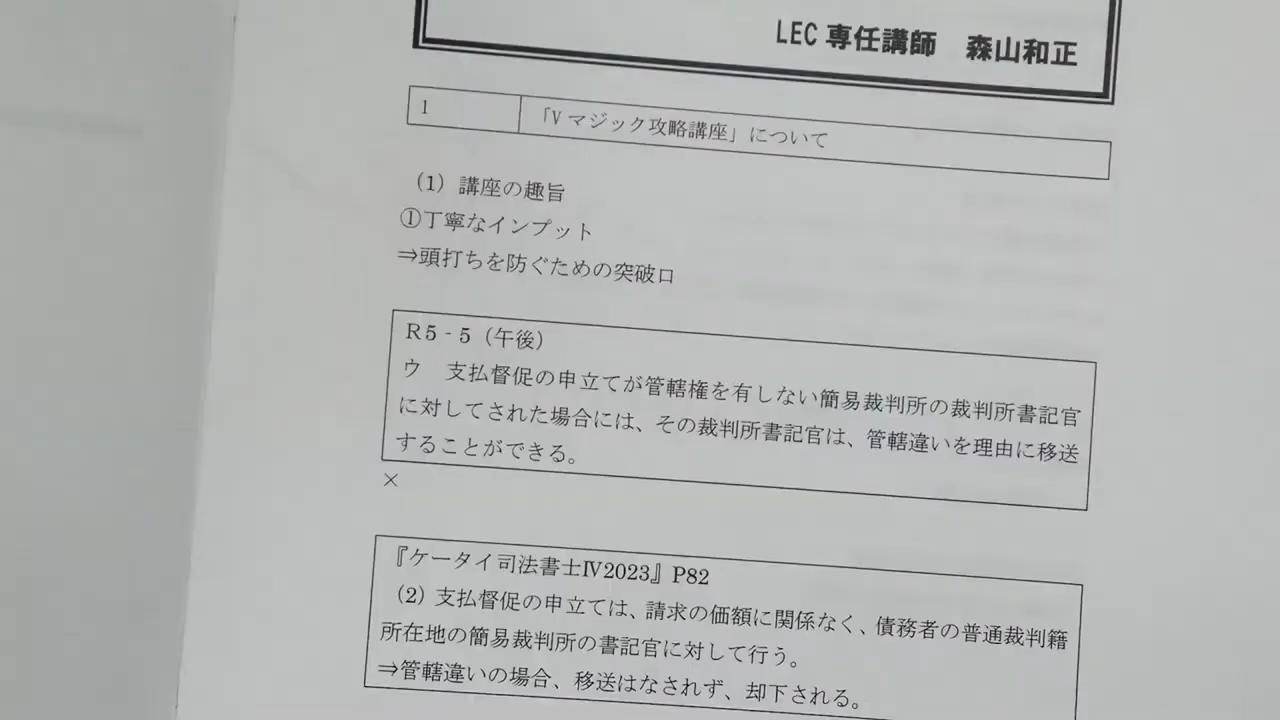 LEC 専任講師 森山和正
1 「Vマジック攻略講座」について
(1) 講座の趣旨
①丁寧なインプット
⇒頭打ちを防ぐための突破口
R5-5(午後)
ウ 支払督促の申立てが管轄権を有しない簡易裁判所の裁判所書記官
に対してされた場合には、その裁判所書記官は、管轄違いを理由に移送
することができる。
×
『ケータイ司法書士Ⅳ2023』P82
(2) 支払督促の申立ては、請求の価額に関係なく、債務者の普通裁判籍
所在地の簡易裁判所の書記官に対して行う。
⇒管轄違いの場合、移送はなされず、却下される。